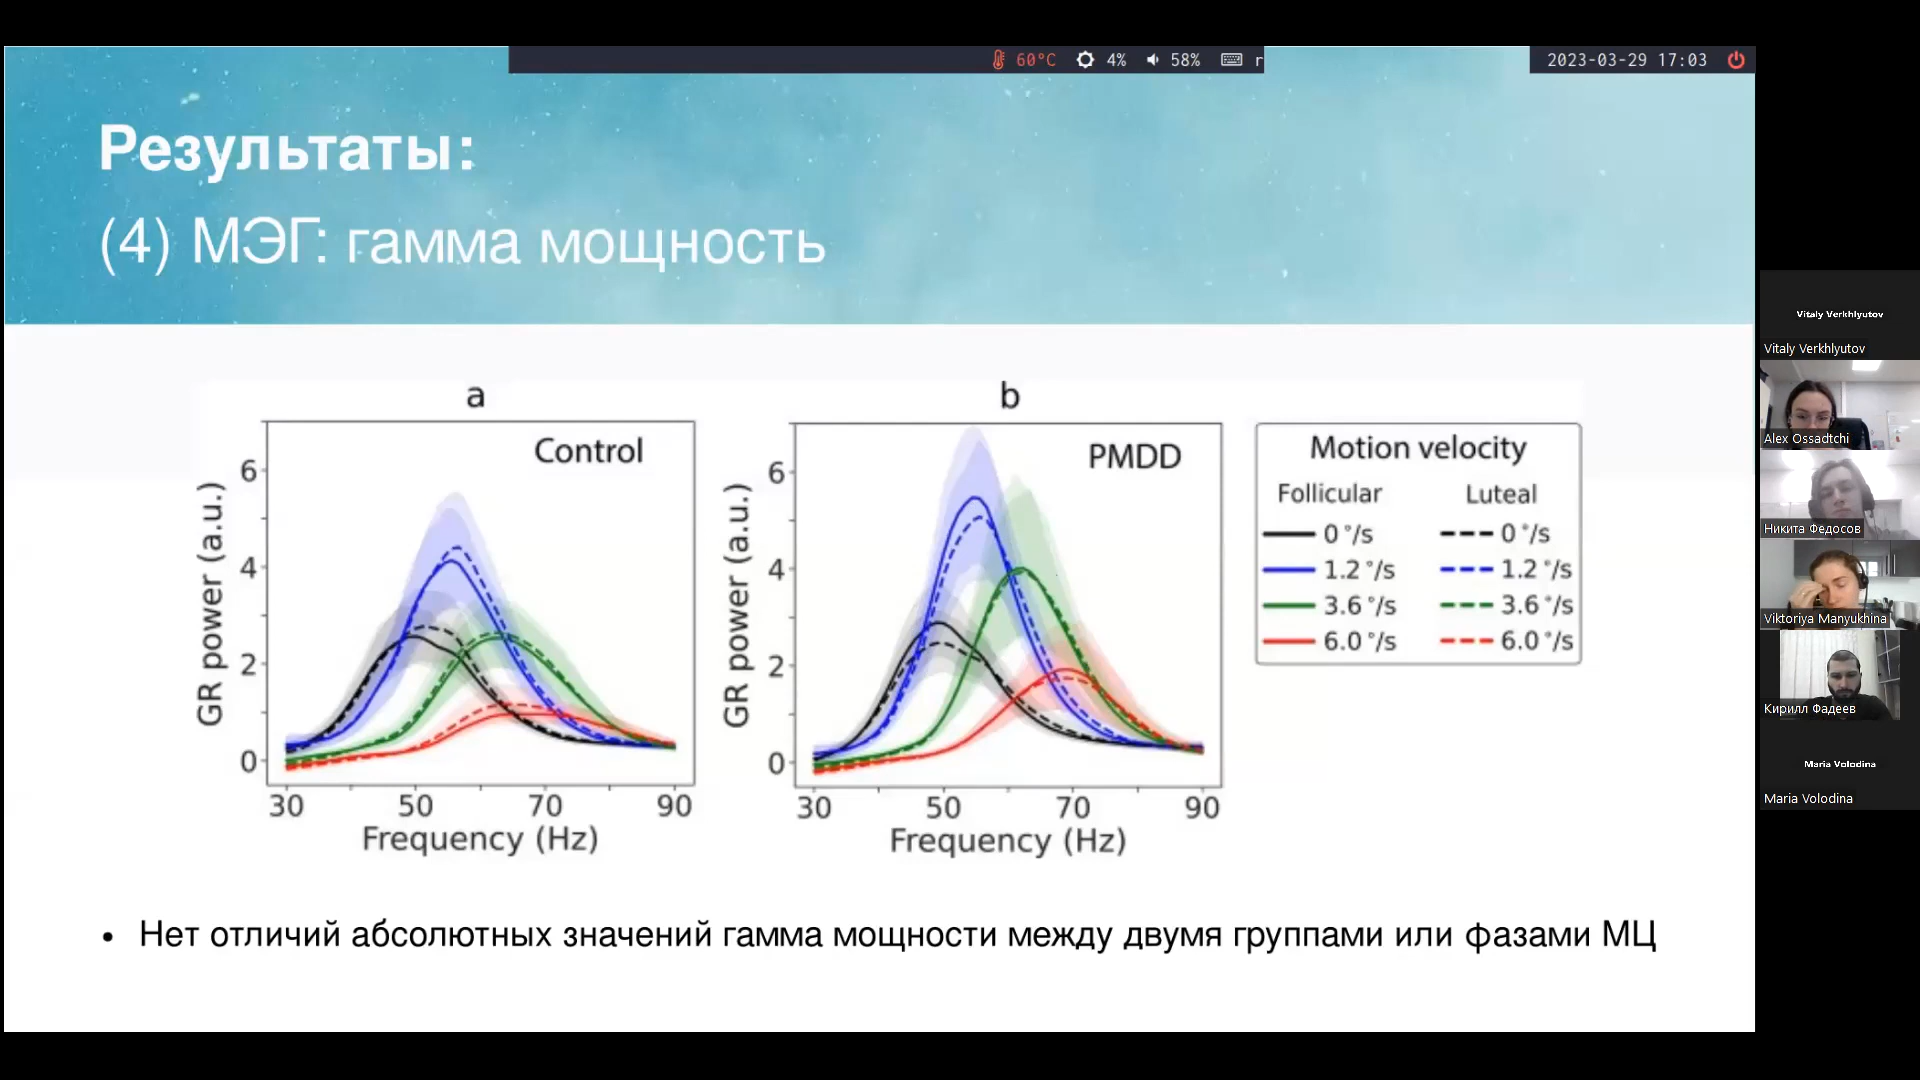 60°C 4% 58% r
2023-03-29 17:03
Результаты:
(4) МЭГ: гамма мощность
a
Control
GR power (a.u.)
6
4
2
0
30 50 70 90
Frequency (Hz)
b
PMDD
GR power (a.u.)
6
4
2
0
30 50 70 90
Frequency (Hz)
Motion velocity
Follicular Luteal
0 °/s 0 °/s
1.2 °/s 1.2 °/s
3.6 °/s 3.6 °/s
6.0 °/s 6.0 °/s
• Нет отличий абсолютных значений гамма мощности между двумя группами или фазами МЦ
Vitaly Verkhlyutov
Vitaly Verkhlyutov
Alex Ossadtchi
Никита Федосов
Viktoriya Manyukhina
Кирилл Фадеев
Maria Volodina
Maria Volodina